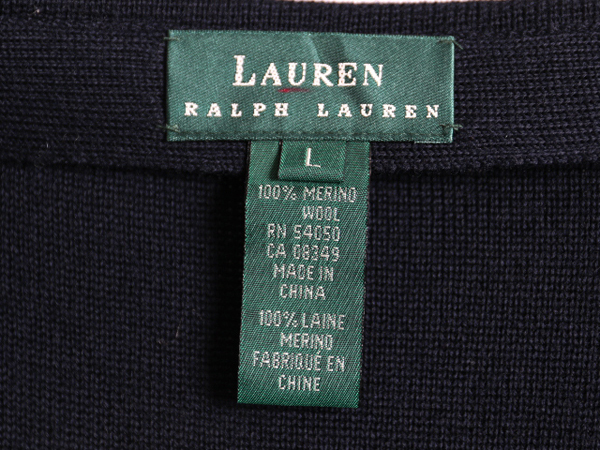 LAUREN
RALPH LAUREN
L
100% MERINO
WOOL
RN 54050
CA 08349
MADE IN
CHINA
100% LAINE
MERINO
FABRIQUÉ EN
CHINE